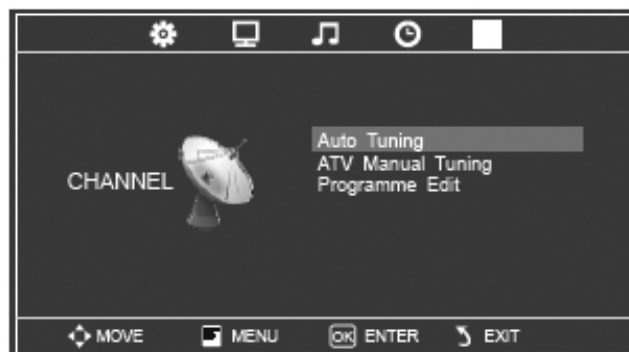 Auto Tuning
ATV Manual Tuning
CHANNEL
Programme Edit
MOVE MENU OK ENTER EXIT